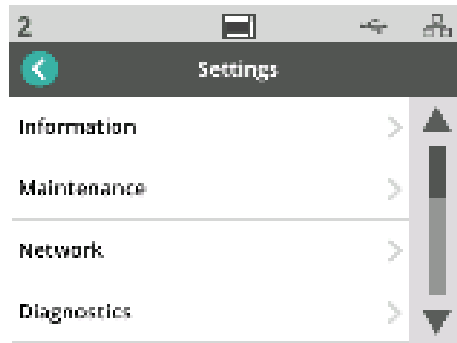 2
Settings
Information
Maintenance
Network
Diagnostics